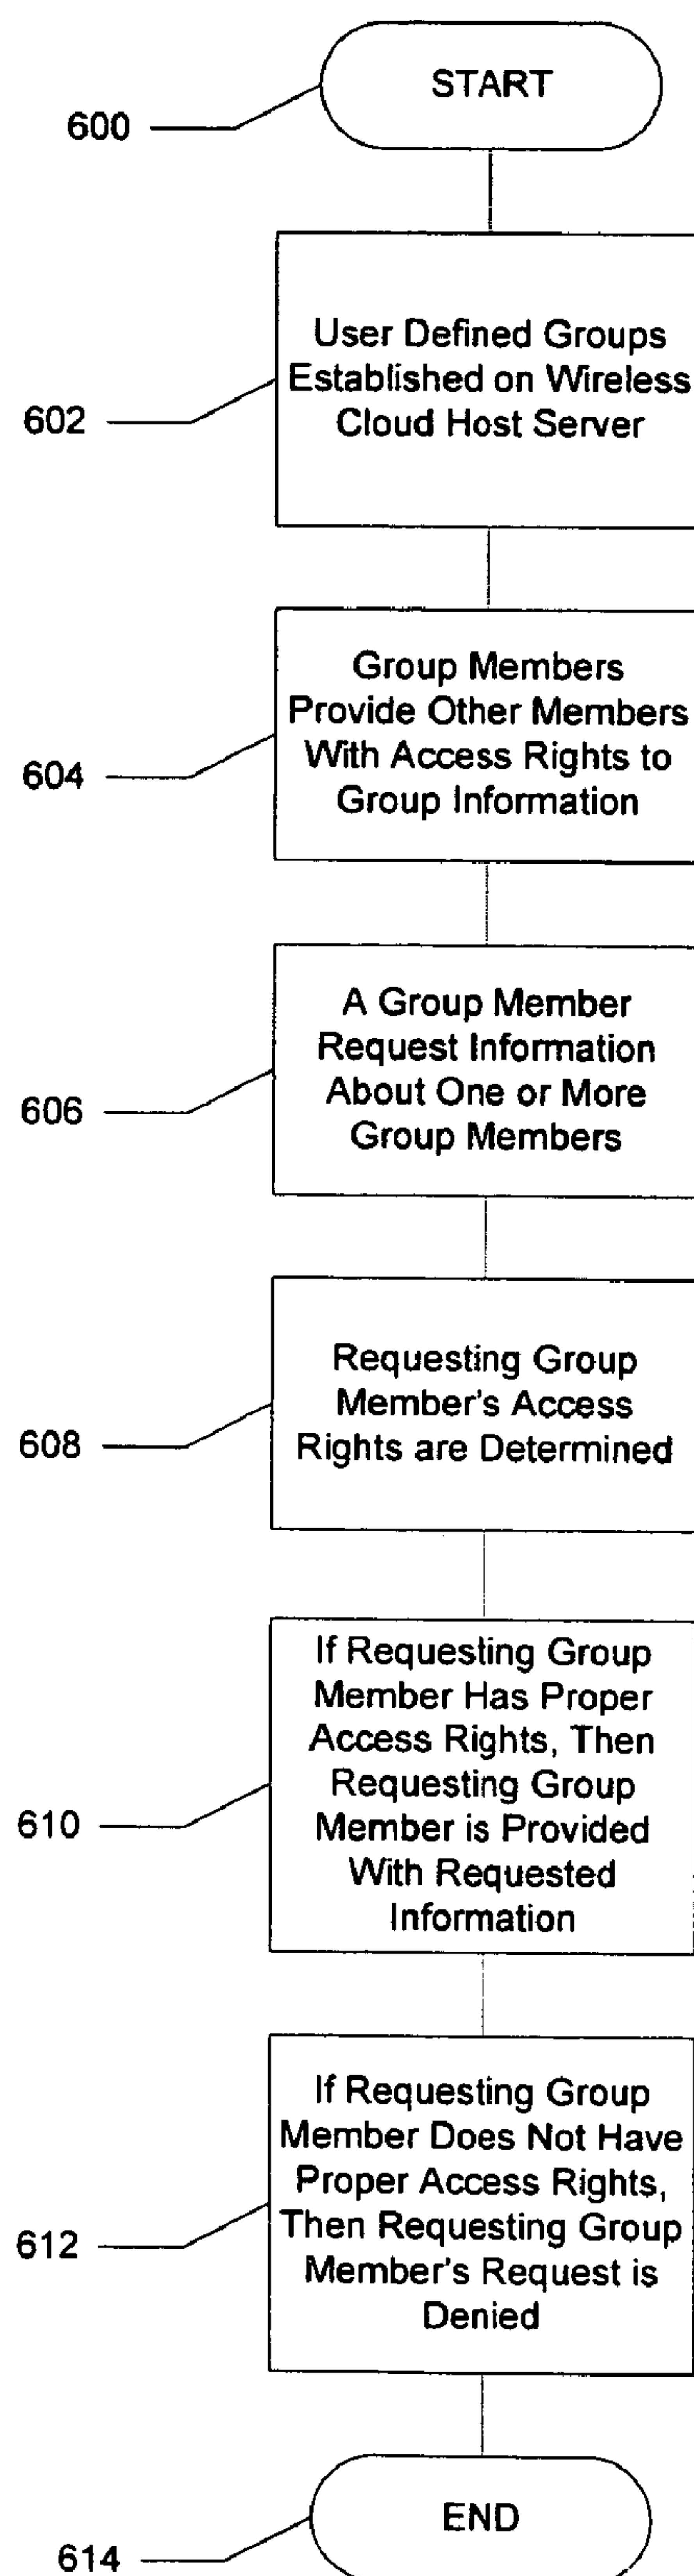 START
600
User Defined Groups
Established on Wireless
Cloud Host Server
602
Group Members
Provide Other Members
With Access Rights to
Group Information
604
A Group Member
Request Information
About One or More
Group Members
606
Requesting Group
Member's Access
Rights are Determined
608
If Requesting Group
Member Has Proper
Access Rights, Then
Requesting Group
Member is Provided
With Requested
Information
610
If Requesting Group
Member Does Not Have
Proper Access Rights,
Then Requesting Group
Member's Request is
Denied
612
END
614